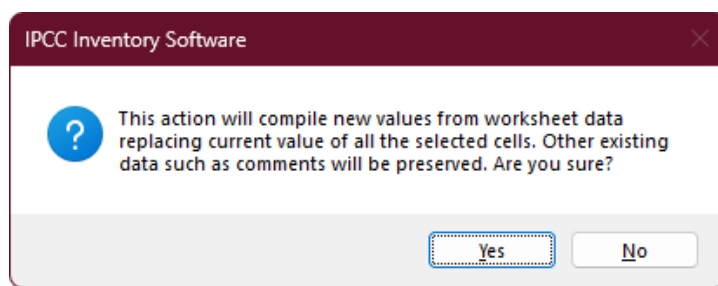 IPCC Inventory Software
This action will compile new values from worksheet data
replacing current value of all the selected cells. Other existing
data such as comments will be preserved. Are you sure?
Yes
No